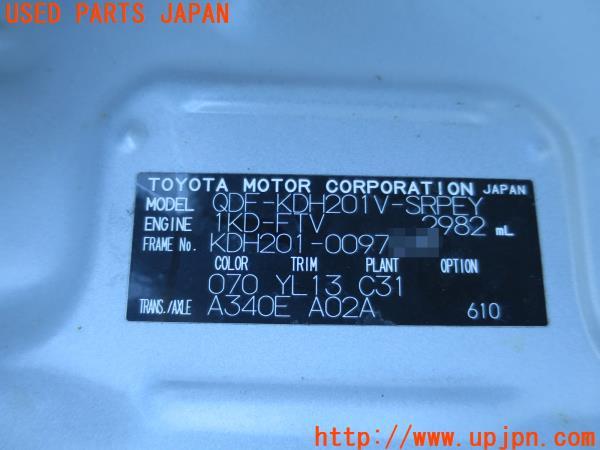 USED PARTS JAPAN
TOYOTA MOTOR CORPORATION JAPAN
MODEL QDF-KDH201V-SRPEY
ENGINE 1KD-FTV 2982 mL
FRAME No. KDH201-0097
COLOR TRIM PLANT OPTION
070 YL13 C31
TRANS./AXLE A340E A02A 610
http://www.upjpn.com/